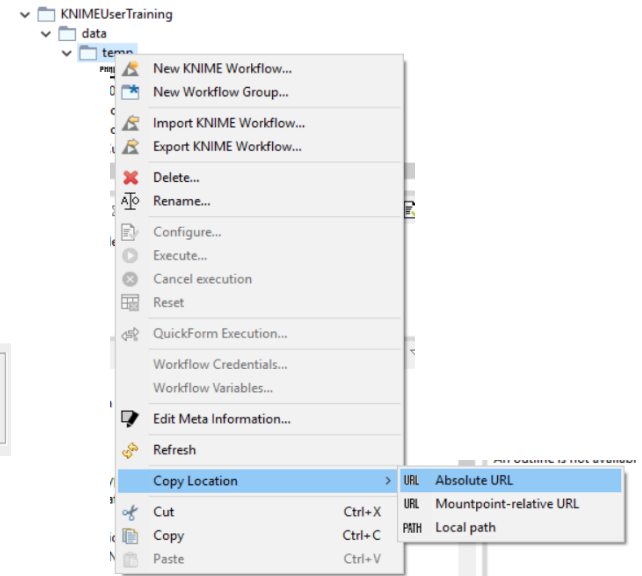 KNIMEUserTraining
data
temp
New KNIME Workflow...
New Workflow Group...
Import KNIME Workflow...
Export KNIME Workflow...
Delete...
Rename...
Configure...
Execute...
Cancel execution
Reset
QuickForm Execution...
Workflow Credentials...
Workflow Variables...
Edit Meta Information...
Refresh
Copy Location
URL Absolute URL
URL Mountpoint-relative URL
PATH Local path
Cut Ctrl+X
Copy Ctrl+C
Paste Ctrl+V